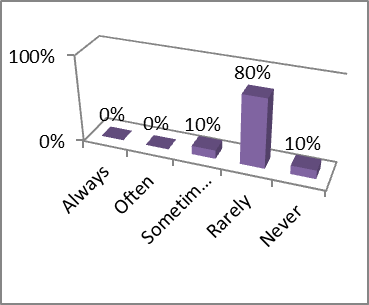 100%
0%
0%
0%
10%
80%
10%
Always
Often
Sometim...
Rarely
Never